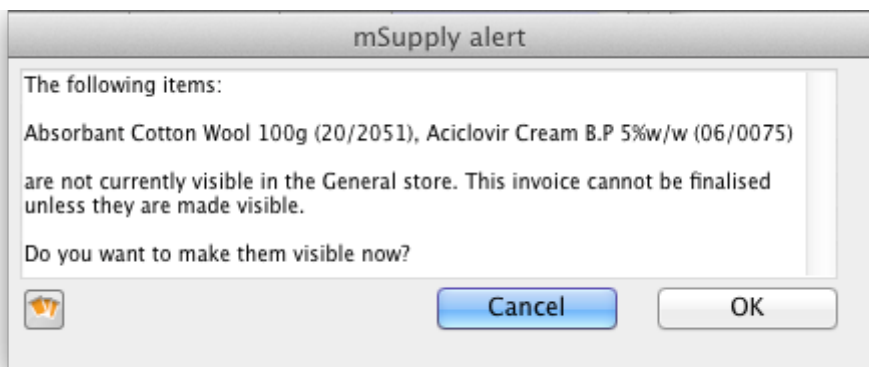 mSupply alert
The following items:
Absorbant Cotton Wool 100g (20/2051), Aciclovir Cream B.P 5%w/w (06/0075)
are not currently visible in the General store. This invoice cannot be finalised
unless they are made visible.
Do you want to make them visible now?
Cancel OK